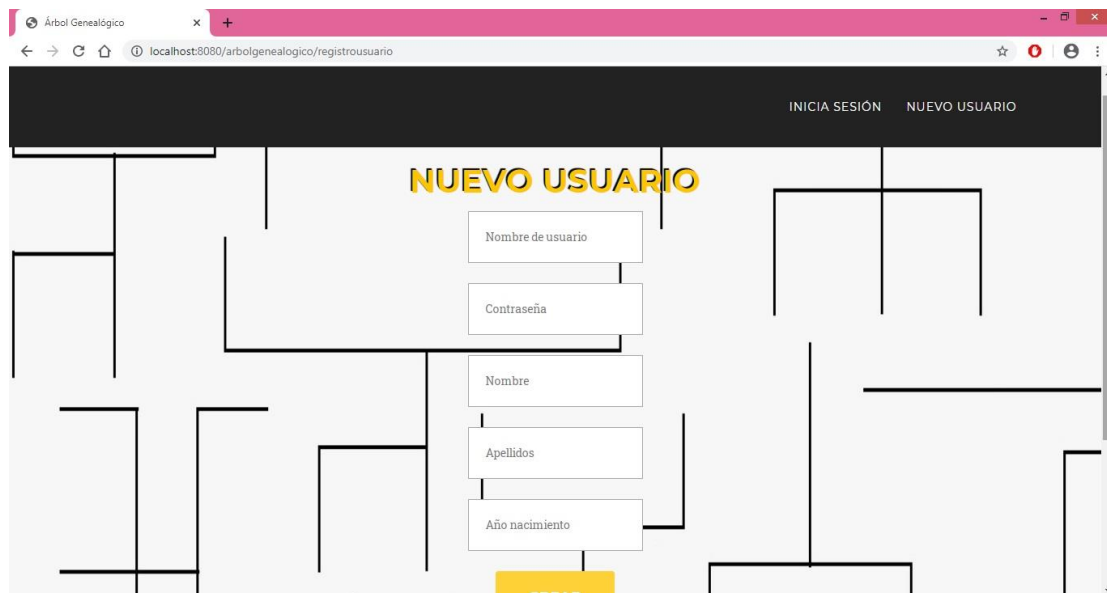 Árbol Genealógico
localhost:8080/arbolgenealogico/registrousuario
INICIA SESIÓN NUEVO USUARIO
NUEVO USUARIO
Nombre de usuario
Contraseña
Nombre
Apellidos
Año nacimiento